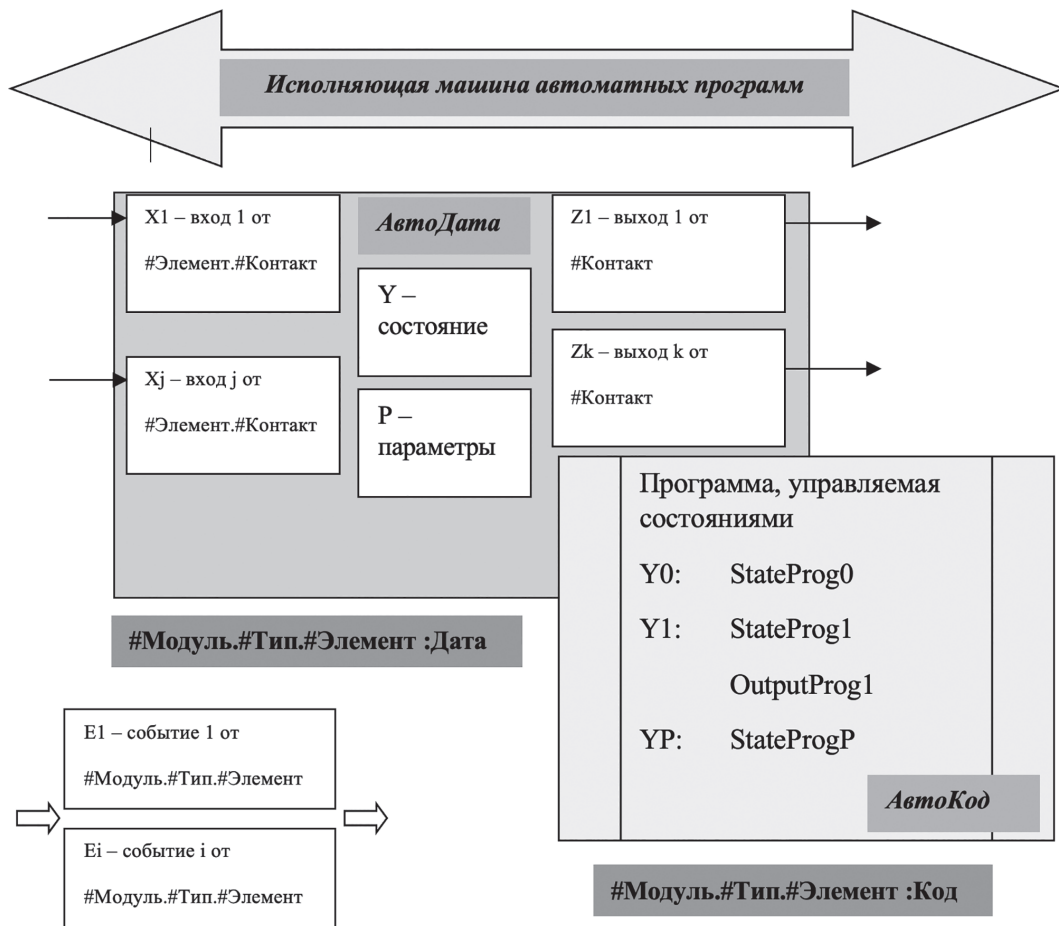 Исполняющая машина автоматных программ
X1 – вход 1 от
#Элемент.#Контакт
Xj – вход j от
#Элемент.#Контакт
АвтоДата
Y –
состояние
P –
параметры
Z1 – выход 1 от
#Контакт
Zk – выход k от
#Контакт
#Модуль.#Тип.#Элемент :Дата
Программа, управляемая
состояниями
Y0: StateProg0
Y1: StateProg1
OutputProg1
YP: StateProgP
АвтоКод
#Модуль.#Тип.#Элемент :Код
E1 – событие 1 от
#Модуль.#Тип.#Элемент
Ei – событие i от
#Модуль.#Тип.#Элемент